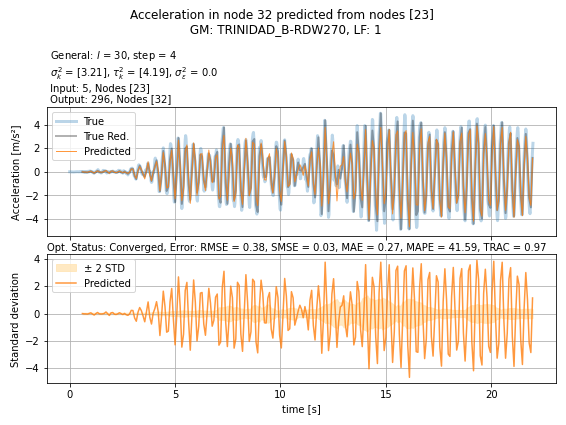 Acceleration in node 32 predicted from nodes [23]
GM: TRINIDAD_B-RDW270, LF: 1
General: l = 30, step = 4
σ²ₖ = [3.21], τ²ₖ = [4.19], σ²ε = 0.0
Input: 5, Nodes [23]
Output: 296, Nodes [32]
True
True Red.
Predicted
Acceleration [m/s²]
4
2
0
−2
−4
Opt. Status: Converged, Error: RMSE = 0.38, SMSE = 0.03, MAE = 0.27, MAPE = 41.59, TRAC = 0.97
± 2 STD
Predicted
Standard deviation
4
2
0
−2
−4
0 5 10 15 20
time [s]